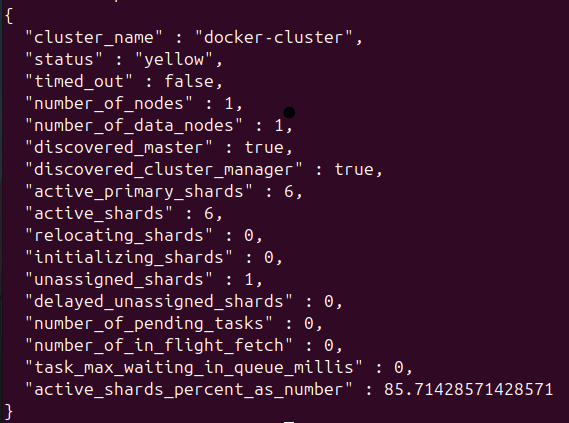 {
  "cluster_name" : "docker-cluster",
  "status" : "yellow",
  "timed_out" : false,
  "number_of_nodes" : 1,
  "number_of_data_nodes" : 1,
  "discovered_master" : true,
  "discovered_cluster_manager" : true,
  "active_primary_shards" : 6,
  "active_shards" : 6,
  "relocating_shards" : 0,
  "initializing_shards" : 0,
  "unassigned_shards" : 1,
  "delayed_unassigned_shards" : 0,
  "number_of_pending_tasks" : 0,
  "number_of_in_flight_fetch" : 0,
  "task_max_waiting_in_queue_millis" : 0,
  "active_shards_percent_as_number" : 85.71428571428571
}